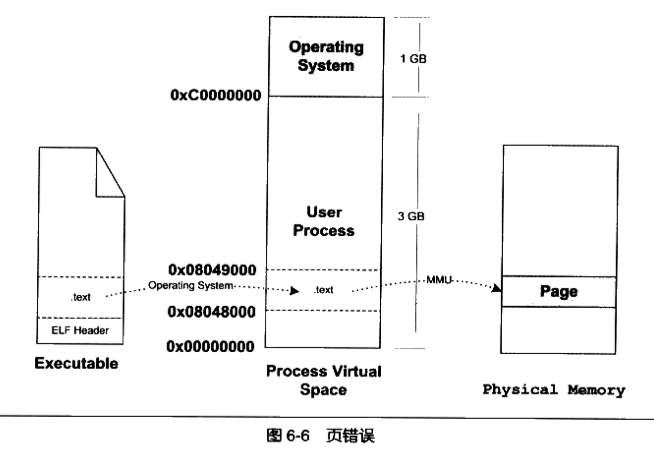 Operating
System
1 GB
0xC0000000
User
Process
3 GB
0x08049000
.text
Operating System
.text
MMU
Page
0x08048000
ELF Header
0x00000000
Executable
Process Virtual
Space
Physical Memory
图 6-6 页错误